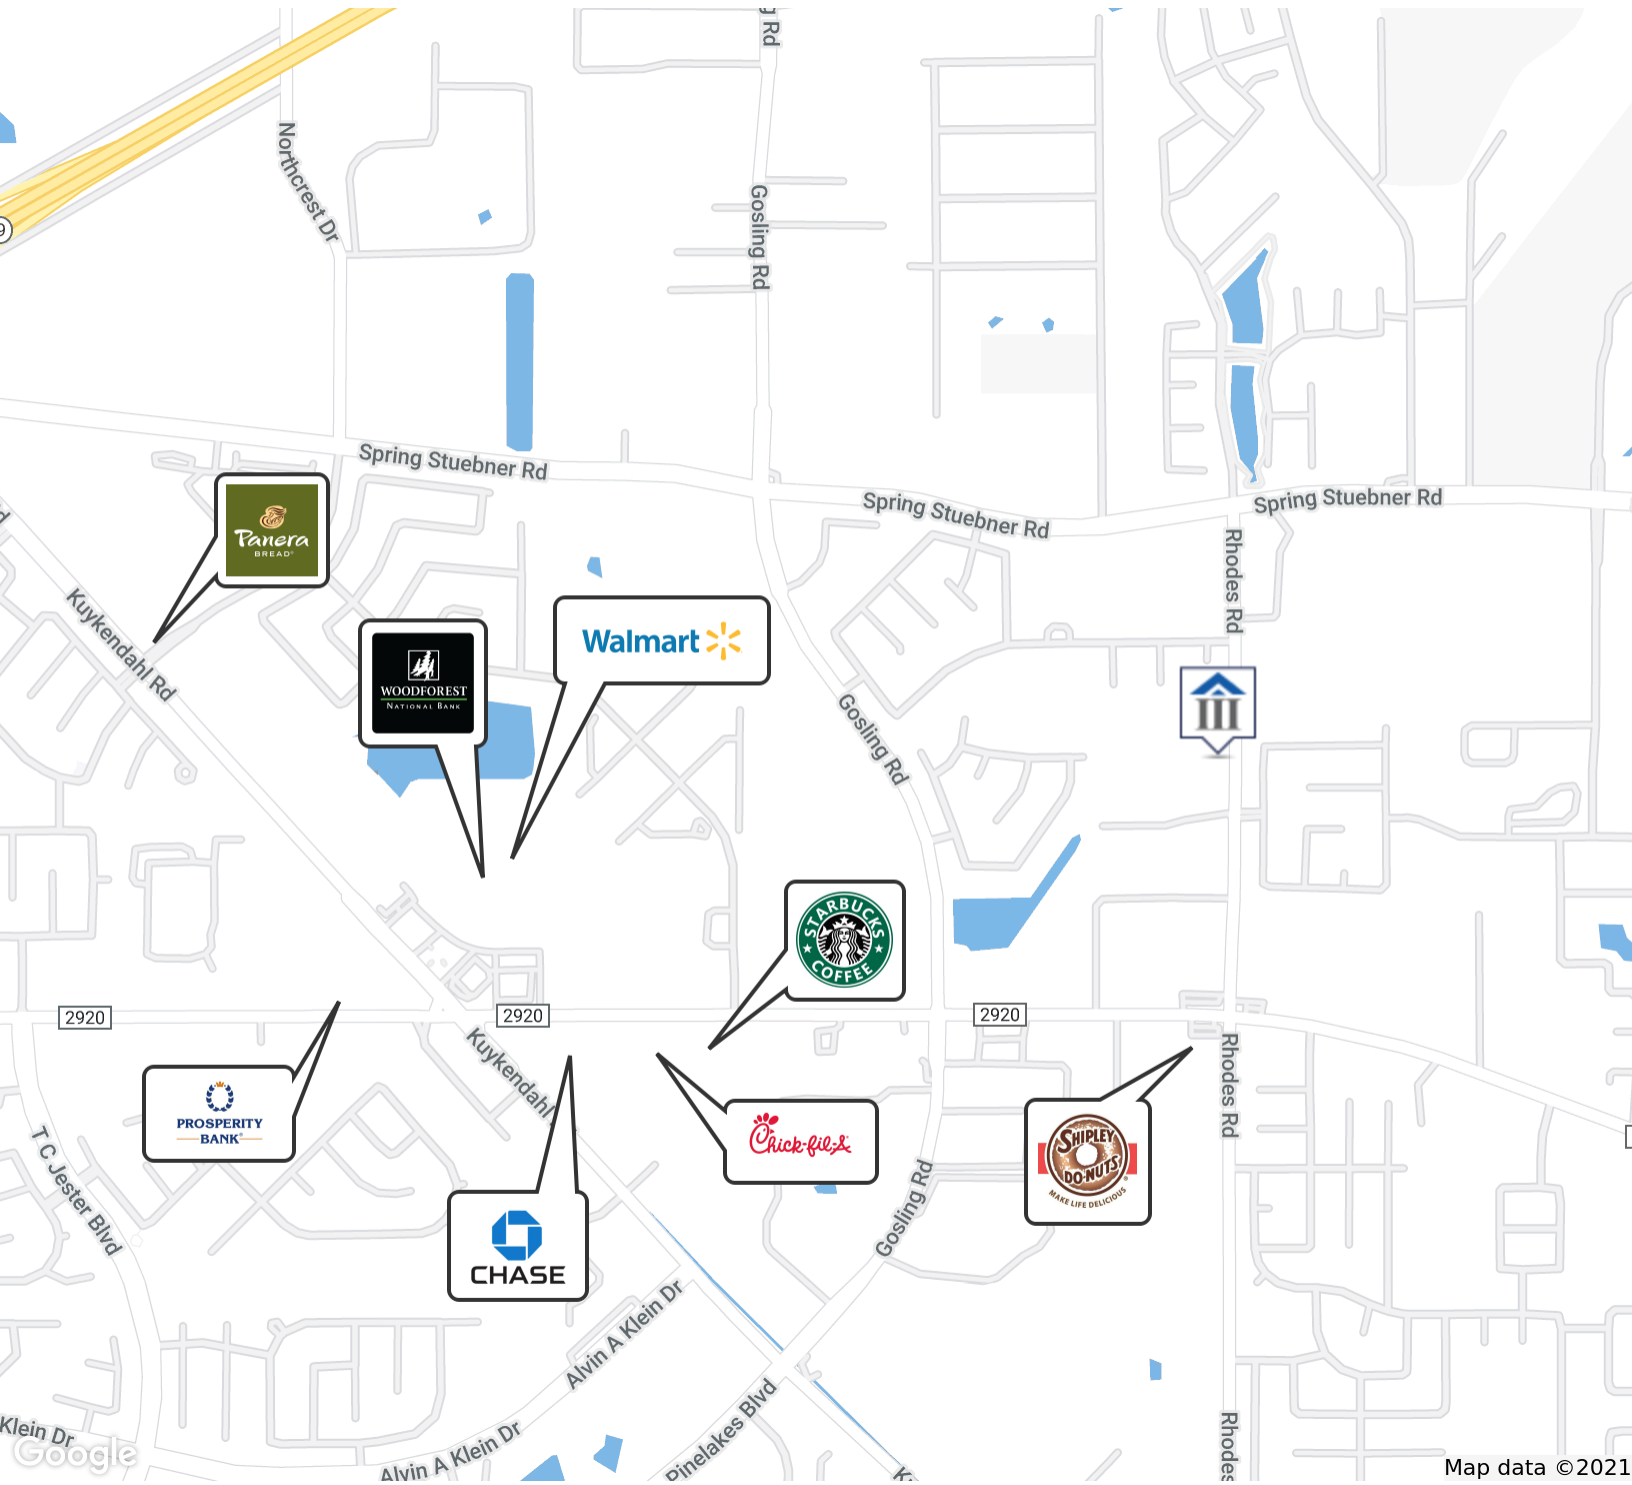 g Rd
Northcrest Dr
Gosling Rd
9
Spring Stuebner Rd
Spring Stuebner Rd
Spring Stuebner Rd
Panera
BREAD®
Rhodes Rd
Kuykendahl Rd
Walmart
WOODFOREST
NATIONAL BANK
Gosling Rd
STARBUCKS
COFFEE
2920
2920
2920
Kuykendahl
Rhodes Rd
PROSPERITY
BANK®
Chick-fil-A
SHIPLEY
DO-NUTS
®
MAKE LIFE DELICIOUS
T C Jester Blvd
Gosling Rd
CHASE
Alvin A Klein Dr
Pinelakes Blvd
Klein Dr
Alvin A Klein Dr
Rhodes
Google
Map data ©2021